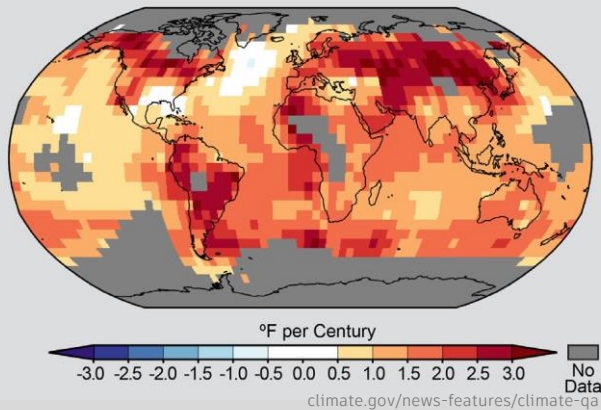 ºF per Century
-3.0 -2.5 -2.0 -1.5 -1.0 -0.5 0.0 0.5 1.0 1.5 2.0 2.5 3.0
No
Data
climate.gov/news-features/climate-qa